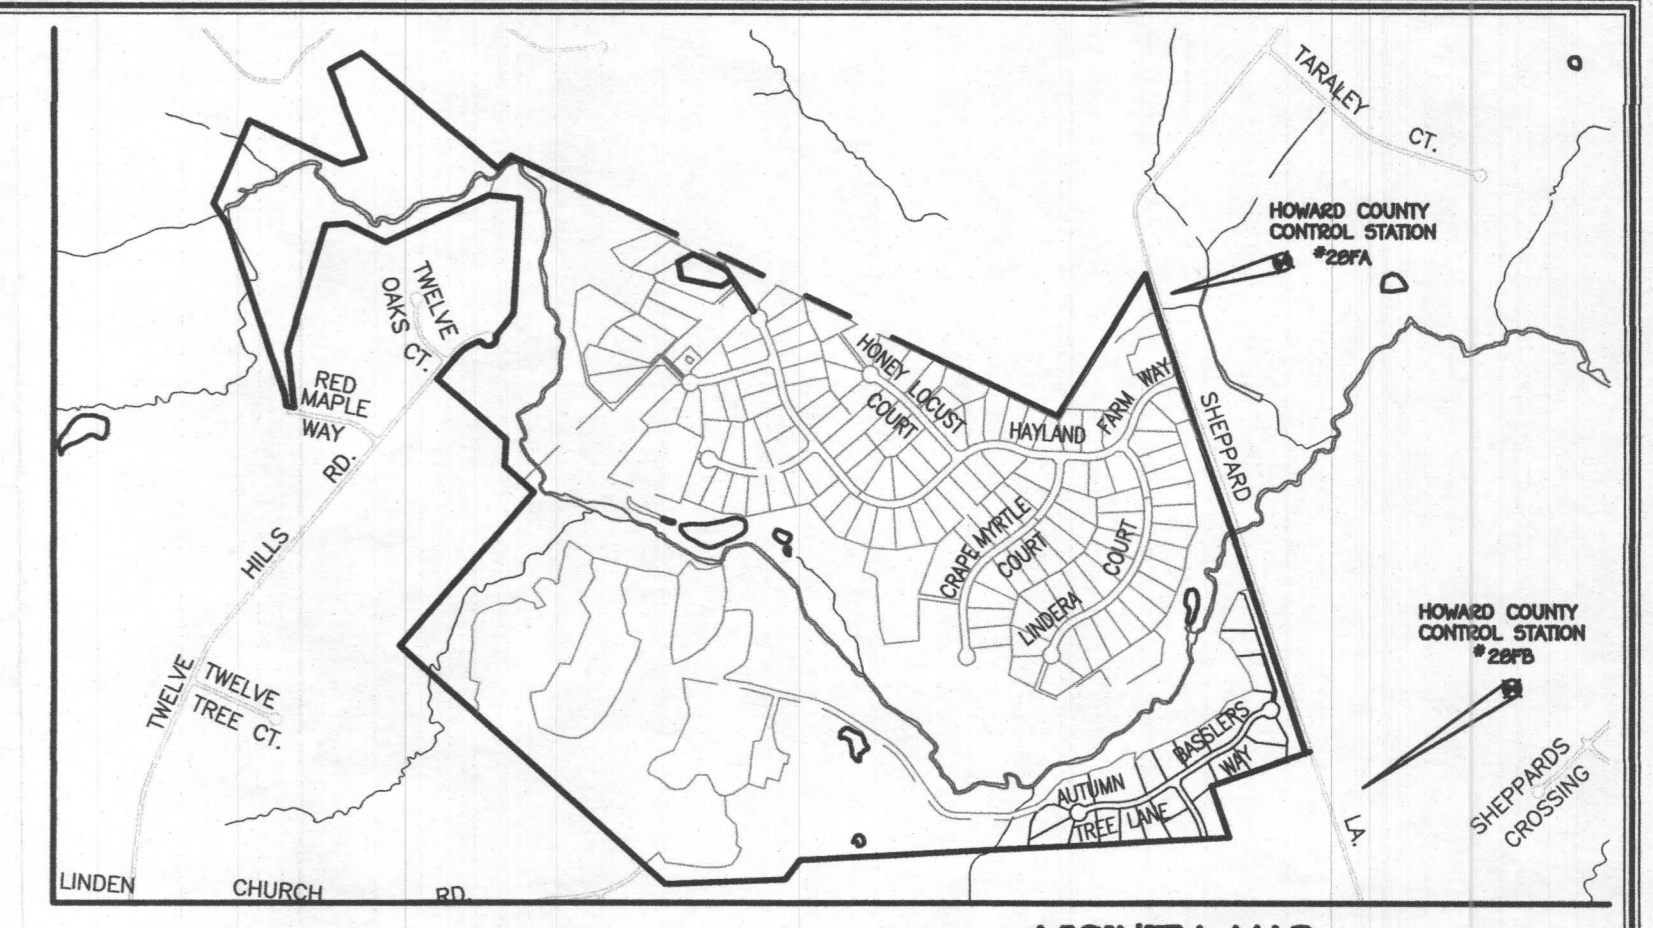 TARALEY
CT.
HOWARD COUNTY
CONTROL STATION
#28FA
TWELVE
OAKS CT.
RED
MAPLE
WAY
HONEY LOCUST
COURT
HAYLAND
FARM WAY
SHEPPARD
LA.
CRAPE MYRTLE
COURT
LINDERA
COURT
TWELVE
HILLS
RD.
TWELVE
TREE CT.
HOWARD COUNTY
CONTROL STATION
#28FB
BASSLERS
WAY
AUTUMN
TREE LANE
SHEPPARDS
CROSSING
LINDEN CHURCH RD.